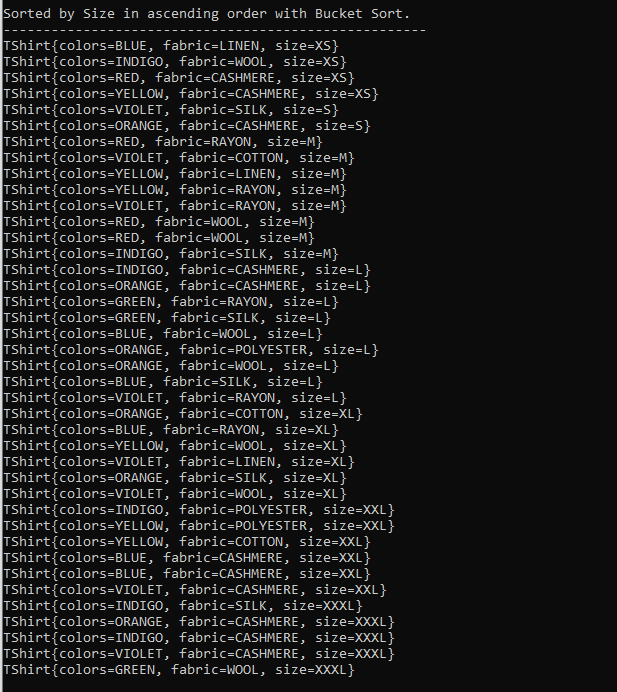 Sorted by Size in ascending order with Bucket Sort.
----------------------------------------------------
TShirt{colors=BLUE, fabric=LINEN, size=XS}
TShirt{colors=INDIGO, fabric=WOOL, size=XS}
TShirt{colors=RED, fabric=CASHMERE, size=XS}
TShirt{colors=YELLOW, fabric=CASHMERE, size=XS}
TShirt{colors=VIOLET, fabric=SILK, size=S}
TShirt{colors=ORANGE, fabric=CASHMERE, size=S}
TShirt{colors=RED, fabric=RAYON, size=M}
TShirt{colors=VIOLET, fabric=COTTON, size=M}
TShirt{colors=YELLOW, fabric=LINEN, size=M}
TShirt{colors=YELLOW, fabric=RAYON, size=M}
TShirt{colors=VIOLET, fabric=RAYON, size=M}
TShirt{colors=RED, fabric=WOOL, size=M}
TShirt{colors=RED, fabric=WOOL, size=M}
TShirt{colors=INDIGO, fabric=SILK, size=M}
TShirt{colors=INDIGO, fabric=CASHMERE, size=L}
TShirt{colors=ORANGE, fabric=CASHMERE, size=L}
TShirt{colors=GREEN, fabric=RAYON, size=L}
TShirt{colors=GREEN, fabric=SILK, size=L}
TShirt{colors=BLUE, fabric=WOOL, size=L}
TShirt{colors=ORANGE, fabric=POLYESTER, size=L}
TShirt{colors=ORANGE, fabric=WOOL, size=L}
TShirt{colors=BLUE, fabric=SILK, size=L}
TShirt{colors=VIOLET, fabric=RAYON, size=L}
TShirt{colors=ORANGE, fabric=COTTON, size=XL}
TShirt{colors=BLUE, fabric=RAYON, size=XL}
TShirt{colors=YELLOW, fabric=WOOL, size=XL}
TShirt{colors=VIOLET, fabric=LINEN, size=XL}
TShirt{colors=ORANGE, fabric=SILK, size=XL}
TShirt{colors=VIOLET, fabric=WOOL, size=XL}
TShirt{colors=INDIGO, fabric=POLYESTER, size=XXL}
TShirt{colors=YELLOW, fabric=POLYESTER, size=XXL}
TShirt{colors=YELLOW, fabric=COTTON, size=XXL}
TShirt{colors=BLUE, fabric=CASHMERE, size=XXL}
TShirt{colors=BLUE, fabric=CASHMERE, size=XXL}
TShirt{colors=VIOLET, fabric=CASHMERE, size=XXL}
TShirt{colors=INDIGO, fabric=SILK, size=XXXL}
TShirt{colors=ORANGE, fabric=CASHMERE, size=XXXL}
TShirt{colors=INDIGO, fabric=CASHMERE, size=XXXL}
TShirt{colors=VIOLET, fabric=CASHMERE, size=XXXL}
TShirt{colors=GREEN, fabric=WOOL, size=XXXL}